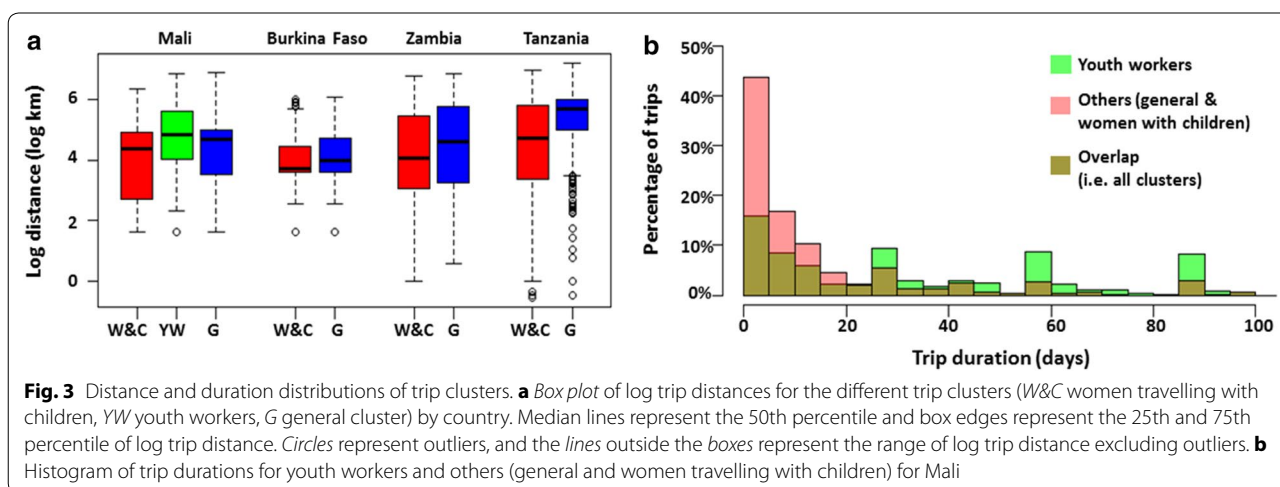 a
Mali Burkina Faso Zambia Tanzania
Log distance (log km)
6
4
2
0
W&C YW G W&C G W&C G W&C G
b
Percentage of trips
50%
40%
30%
20%
10%
0%
0 20 40 60 80 100
Trip duration (days)
Youth workers
Others (general &
women with children)
Overlap
(i.e. all clusters)
Fig. 3 Distance and duration distributions of trip clusters. a Box plot of log trip distances for the different trip clusters (W&C women travelling with
children, YW youth workers, G general cluster) by country. Median lines represent the 50th percentile and box edges represent the 25th and 75th
percentile of log trip distance. Circles represent outliers, and the lines outside the boxes represent the range of log trip distance excluding outliers. b
Histogram of trip durations for youth workers and others (general and women travelling with children) for Mali